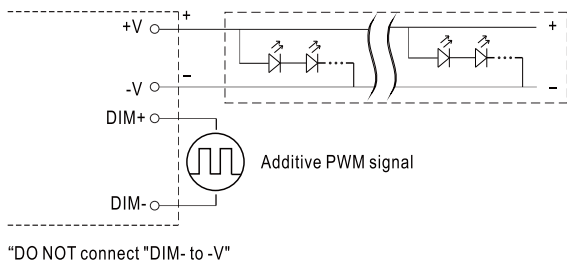 +V + +
-V − −
DIM+
Additive PWM signal
DIM-
“DO NOT connect "DIM- to -V"